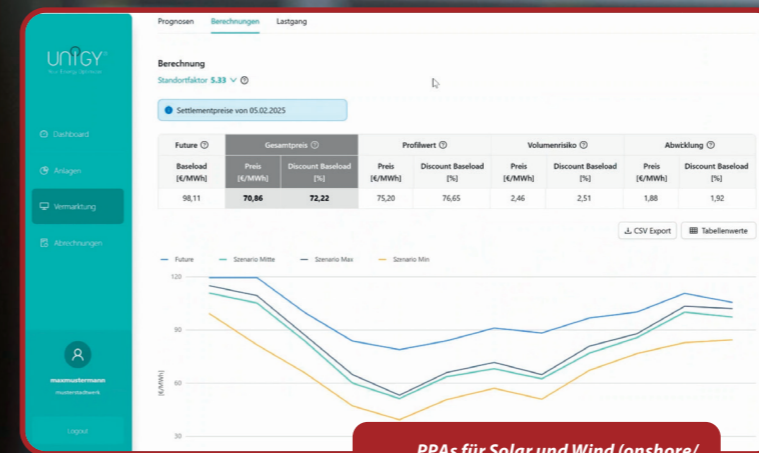 Prognosen Berechnungen Lastgang
UNIGY
Your Energy Optimizer
Dashboard
Anlagen
Vermarktung
Abrechnungen
maxmustermann
musterstadtwerk
Logout
Berechnung
Standortfaktor 5.33
Settlementpreise von 05.02.2025
Future Gesamtpreis Profilwert Volumenrisiko Abwicklung
Baseload Preis Discount Baseload Preis Discount Baseload Preis Discount Baseload Preis Discount Baseload
[€/MWh] [€/MWh] [%] [€/MWh] [%] [€/MWh] [%] [€/MWh] [%]
98,11 70,86 72,22 75,20 76,65 2,46 2,51 1,88 1,92
CSV Export Tabellenwerte
Future Szenario Mitte Szenario Max Szenario Min
120
90
60
30
[€/MWh]
PPAs für Solar und Wind (onshore/